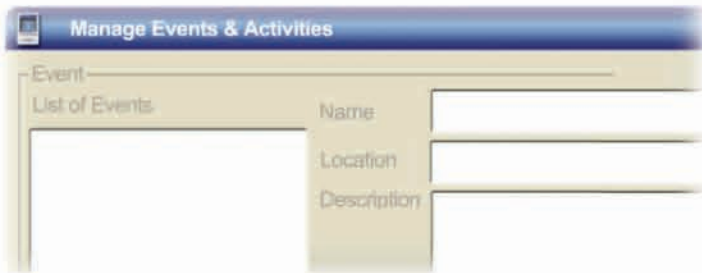 Manage Events & Activities
Event
List of Events
Name
Location
Description